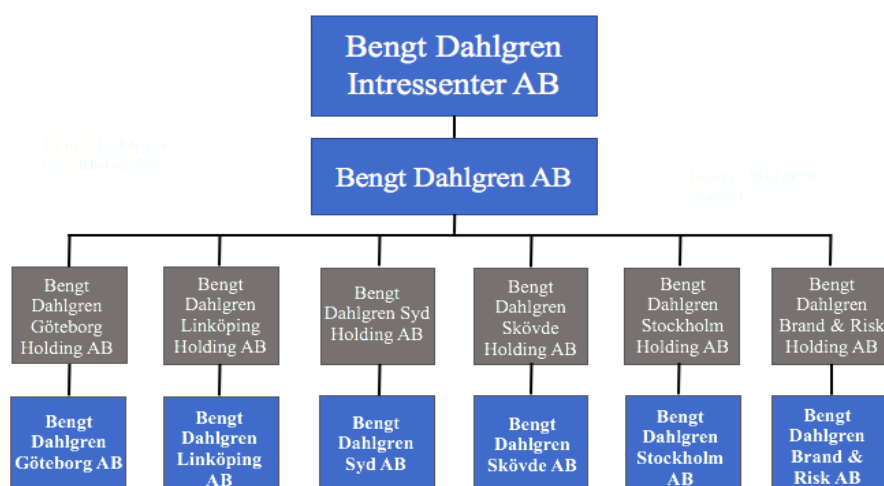 Bengt Dahlgren
Intressenter AB
Bengt Dahlgren AB
Bengt
Dahlgren
Göteborg
Holding AB
Bengt
Dahlgren
Linköping
Holding AB
Bengt
Dahlgren Syd
Holding AB
Bengt
Dahlgren
Skövde
Holding AB
Bengt
Dahlgren
Stockholm
Holding AB
Bengt
Dahlgren
Brand & Risk
Holding AB
Bengt
Dahlgren
Göteborg AB
Bengt
Dahlgren
Linköping
AB
Bengt
Dahlgren
Syd AB
Bengt
Dahlgren
Skövde AB
Bengt
Dahlgren
Stockholm
AB
Bengt
Dahlgren
Brand &
Risk AB